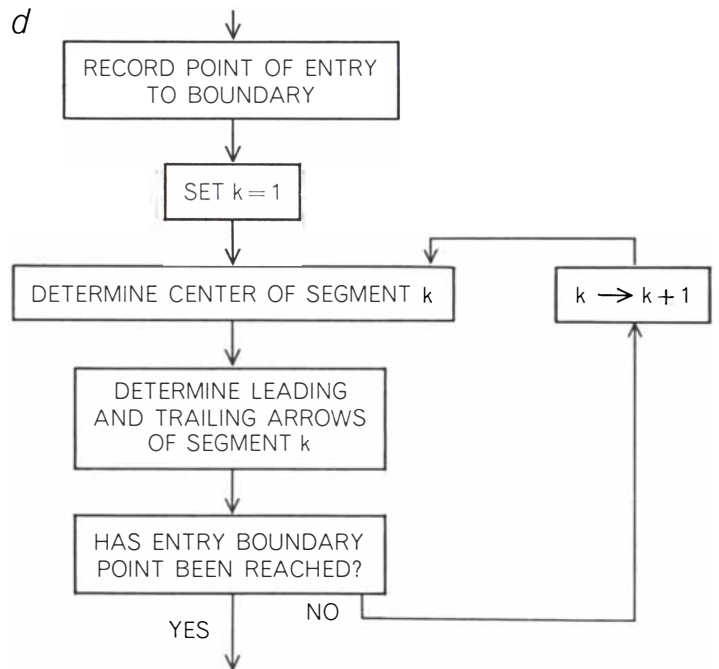 d
RECORD POINT OF ENTRY
TO BOUNDARY
SET k = 1
DETERMINE CENTER OF SEGMENT k
k → k + 1
DETERMINE LEADING
AND TRAILING ARROWS
OF SEGMENT k
HAS ENTRY BOUNDARY
POINT BEEN REACHED?
NO
YES